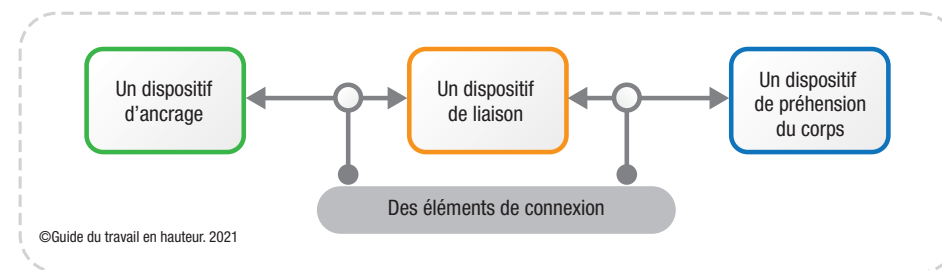 Un dispositif
d'ancrage
Un dispositif
de liaison
Un dispositif
de préhension
du corps
Des éléments de connexion
©Guide du travail en hauteur. 2021